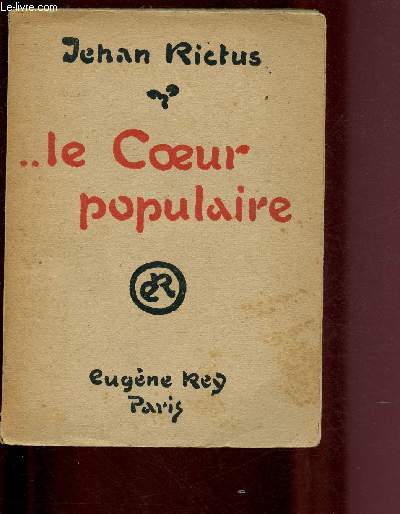 Le-livre.com
Jehan Rictus
..le Cœur
populaire
eR
eugène Rey
Paris